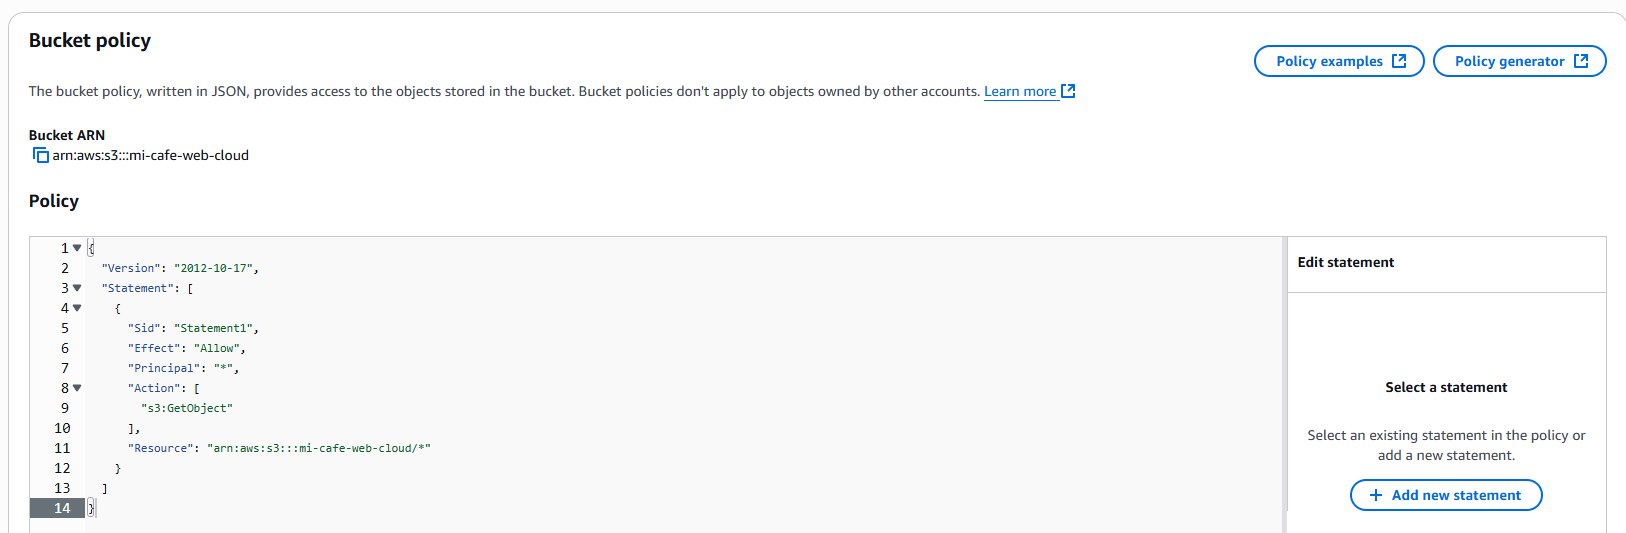 Bucket policy
Policy examples
Policy generator
The bucket policy, written in JSON, provides access to the objects stored in the bucket. Bucket policies don't apply to objects owned by other accounts. Learn more
Bucket ARN
arn:aws:s3:::mi-cafe-web-cloud
Policy
1 {
2 "Version": "2012-10-17",
3 "Statement": [
4 {
5 "Sid": "Statement1",
6 "Effect": "Allow",
7 "Principal": "*",
8 "Action": [
9 "s3:GetObject"
10 ],
11 "Resource": "arn:aws:s3:::mi-cafe-web-cloud/*"
12 }
13 ]
14 }
Edit statement
Select a statement
Select an existing statement in the policy or
add a new statement.
+ Add new statement